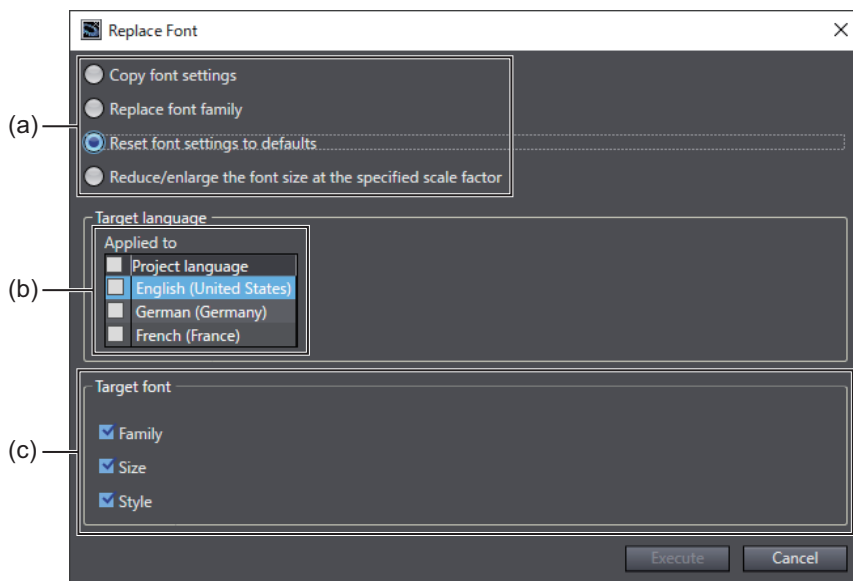 Replace Font
(a)
Copy font settings
Replace font family
Reset font settings to defaults
Reduce/enlarge the font size at the specified scale factor
Target language
Applied to
(b)
Project language
English (United States)
German (Germany)
French (France)
Target font
(c)
Family
Size
Style
Execute
Cancel